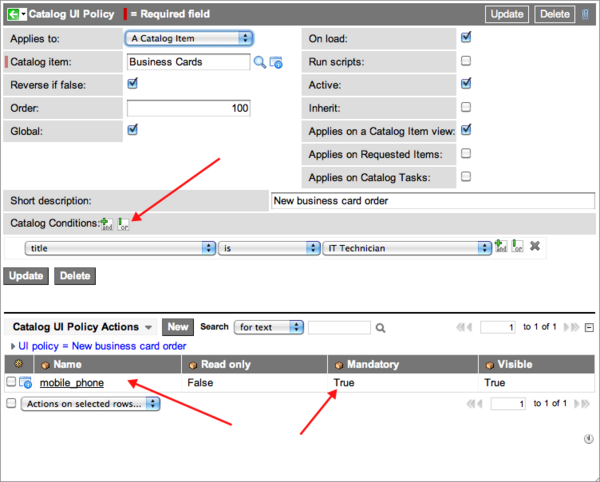 Catalog UI Policy = Required field Update Delete
Applies to: A Catalog Item On load:
Catalog item: Business Cards Run scripts:
Reverse if false: Active:
Order: 100 Inherit:
Global: Applies on a Catalog Item view:
Applies on Requested Items:
Applies on Catalog Tasks:
Short description: New business card order
Catalog Conditions: and or
title is IT Technician and or
Update Delete
Catalog UI Policy Actions New Search for text 1 to 1 of 1
UI policy = New business card order
Name Read only Mandatory Visible
mobile_phone False True True
Actions on selected rows... 1 to 1 of 1